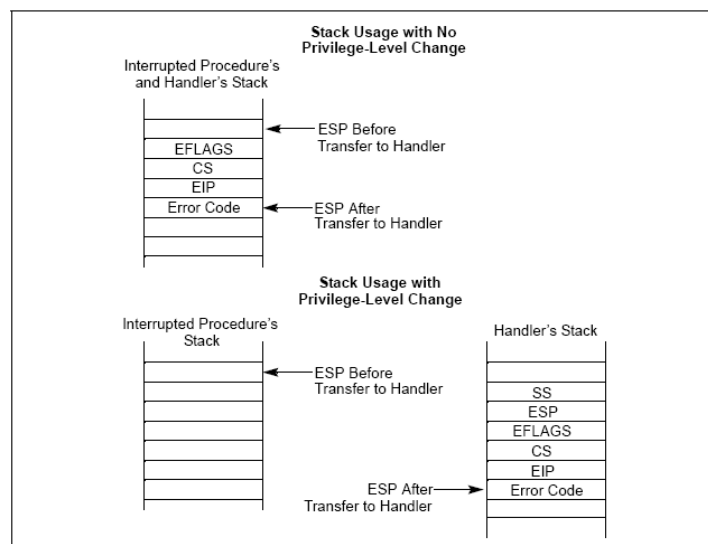 Stack Usage with No
Privilege-Level Change
Interrupted Procedure's
and Handler's Stack
ESP Before
Transfer to Handler
EFLAGS
CS
EIP
Error Code
ESP After
Transfer to Handler
Stack Usage with
Privilege-Level Change
Interrupted Procedure's
Stack
Handler's Stack
ESP Before
Transfer to Handler
SS
ESP
EFLAGS
CS
EIP
ESP After
Error Code
Transfer to Handler